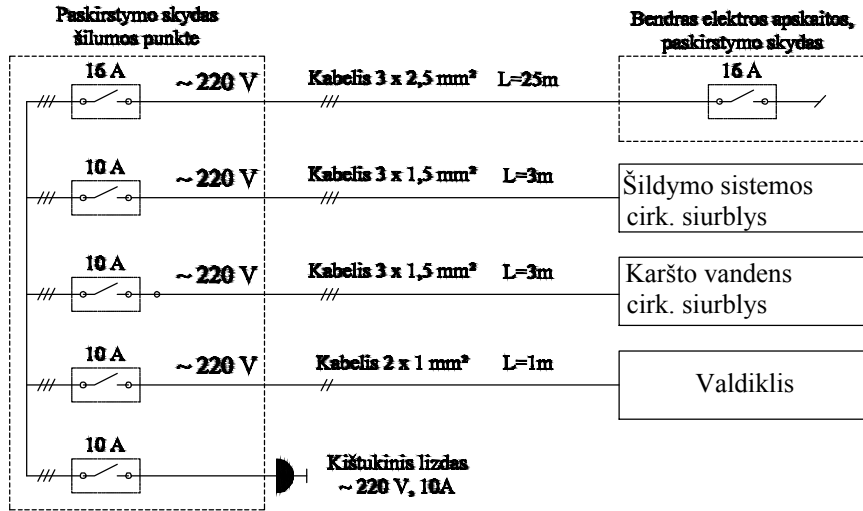 Paskirstymo skydas
šilumos punkte
Bendras elektros apskaitos,
paskirstymo skydas
16 A
~ 220 V
Kabelis 3 x 2,5 mm²
L=25m
16 A
10 A
~ 220 V
Kabelis 3 x 1,5 mm²
L=3m
Šildymo sistemos
cirk. siurblys
10 A
~ 220 V
Kabelis 3 x 1,5 mm²
L=3m
Karšto vandens
cirk. siurblys
10 A
~ 220 V
Kabelis 2 x 1 mm²
L=1m
Valdiklis
10 A
Kištukinis lizdas
~ 220 V, 10A